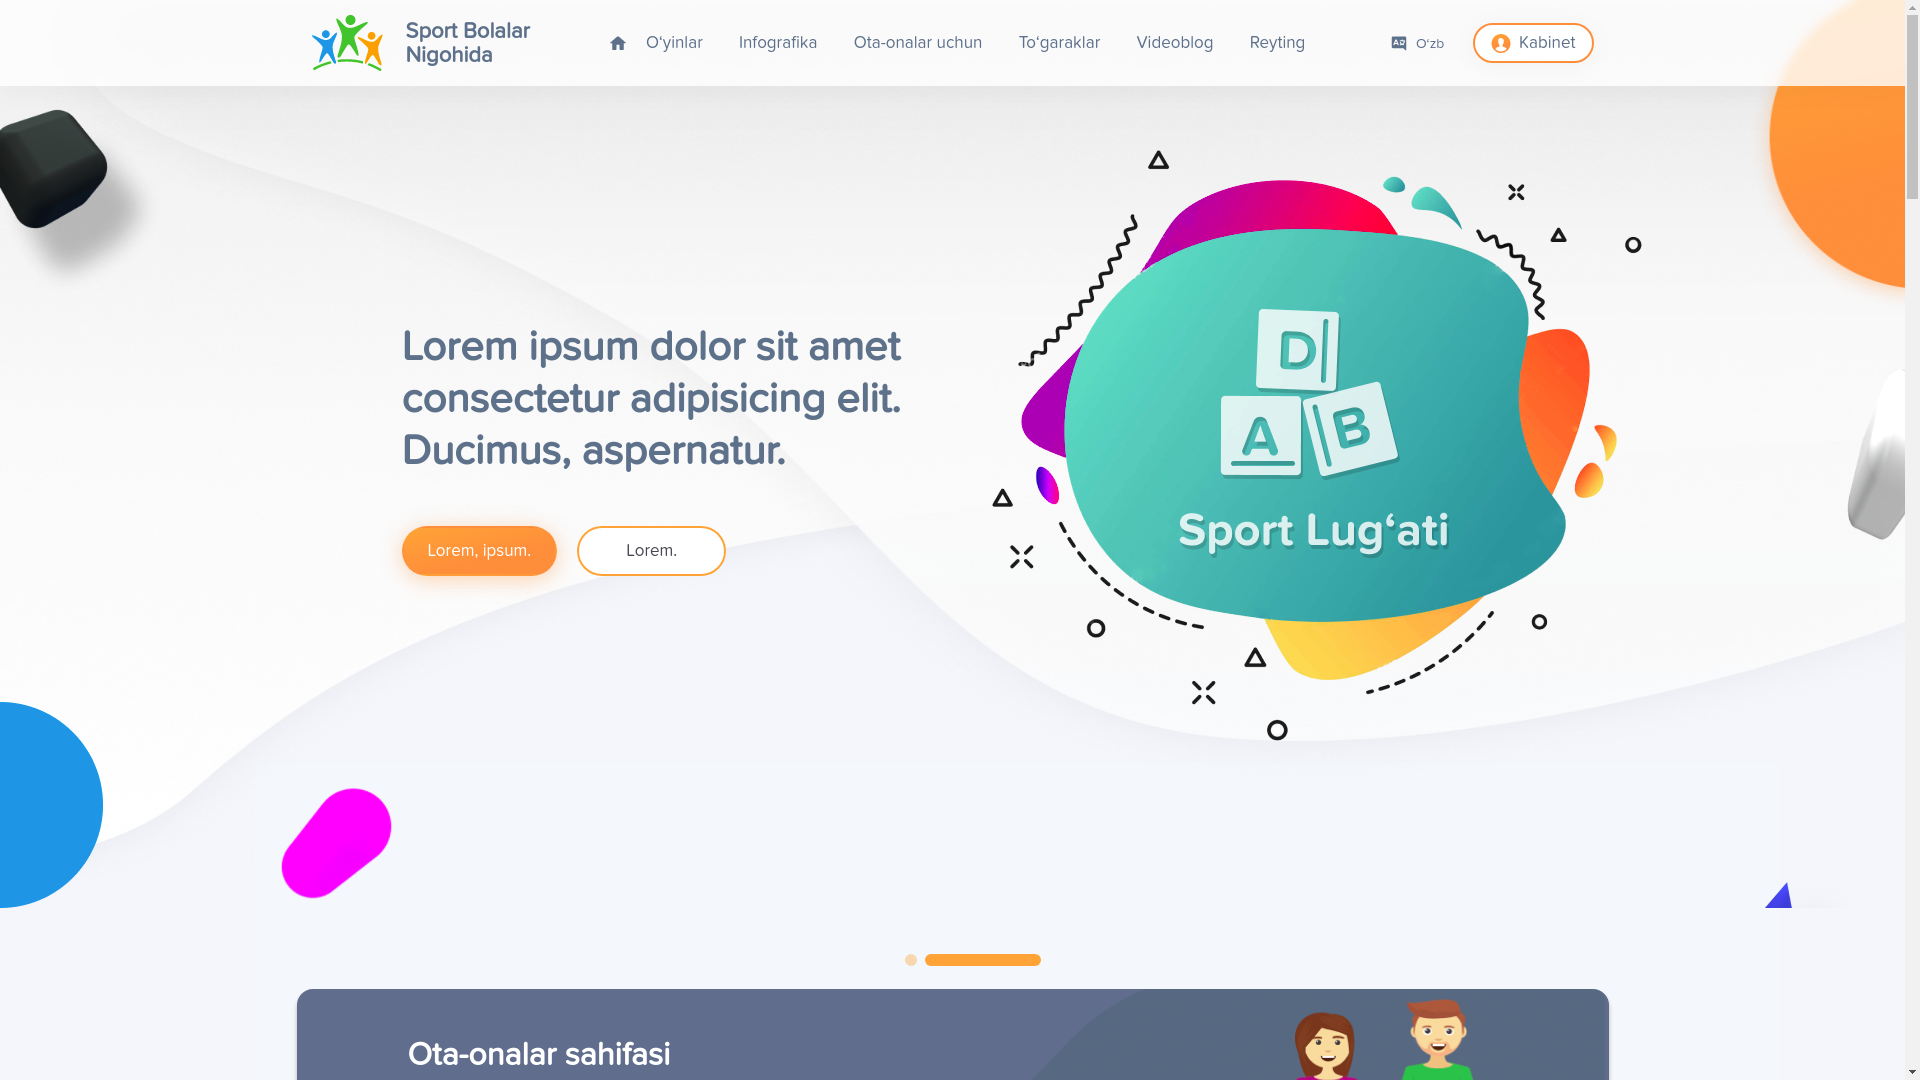 Sport Bolalar
Nigohida
O‘yinlar
Infografika
Ota-onalar uchun
To‘garaklar
Videoblog
Reyting
O‘zb
Kabinet
Lorem ipsum dolor sit amet
consectetur adipisicing elit.
Ducimus, aspernatur.
Lorem, ipsum.
Lorem.
D
A
B
Sport Lug‘ati
Ota-onalar sahifasi